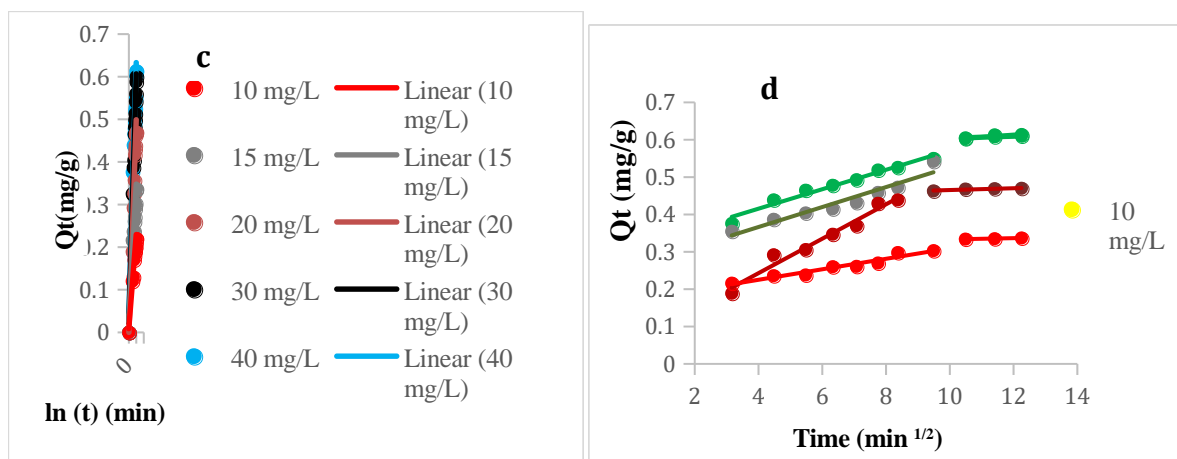 c
0.7
0.6
0.5
0.4
0.3
0.2
0.1
0
0
Qt(mg/g)
ln (t) (min)
10 mg/L
Linear (10
mg/L)
15 mg/L
Linear (15
mg/L)
20 mg/L
Linear (20
mg/L)
30 mg/L
Linear (30
mg/L)
40 mg/L
Linear (40
mg/L)
d
0.7
0.6
0.5
0.4
0.3
0.2
0.1
0
Qt (mg/g)
2 4 6 8 10 12 14
Time (min 1/2)
10
mg/L